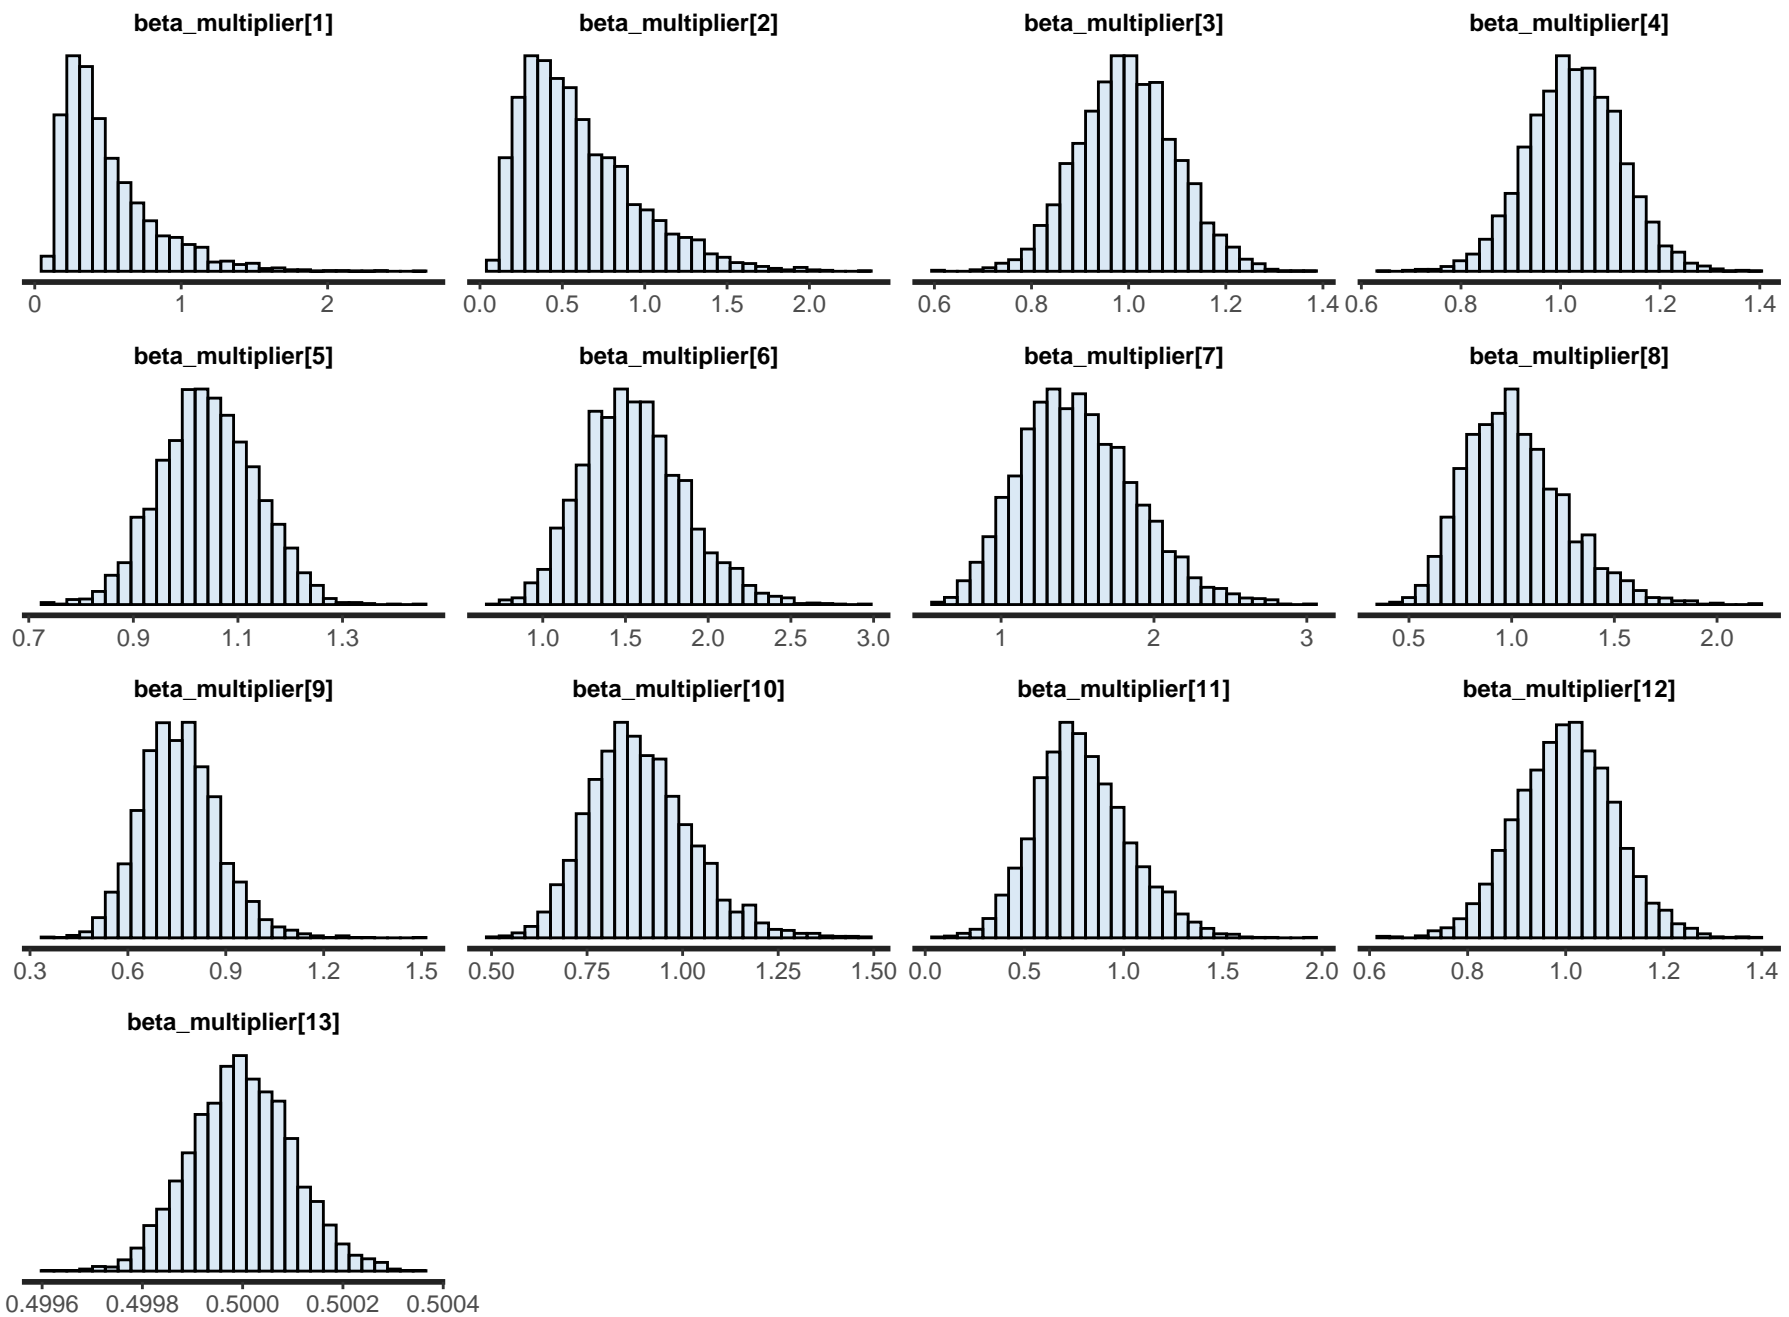 beta_multiplier[1] beta_multiplier[2] beta_multiplier[3] beta_multiplier[4]
0 1 2 0.0 0.5 1.0 1.5 2.0 0.6 0.8 1.0 1.2 1.4 0.6 0.8 1.0 1.2 1.4
beta_multiplier[5] beta_multiplier[6] beta_multiplier[7] beta_multiplier[8]
0.7 0.9 1.1 1.3 1.0 1.5 2.0 2.5 3.0 1 2 3 0.5 1.0 1.5 2.0
beta_multiplier[9] beta_multiplier[10] beta_multiplier[11] beta_multiplier[12]
0.3 0.6 0.9 1.2 1.5 0.50 0.75 1.00 1.25 1.50 0.0 0.5 1.0 1.5 2.0 0.6 0.8 1.0 1.2 1.4
beta_multiplier[13]
0.4996 0.4998 0.5000 0.5002 0.5004